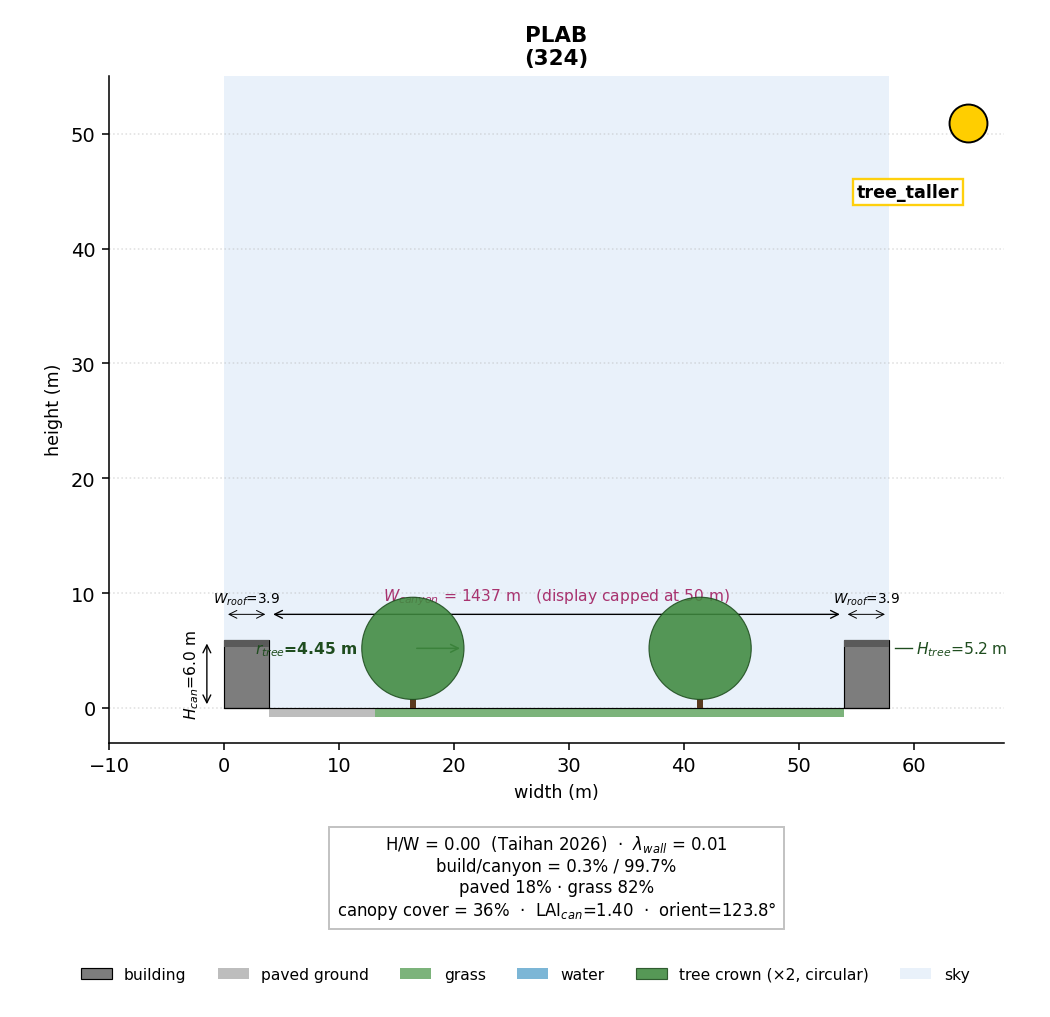 PLAB
(324)
50
40
30
20
10
0
height (m)
tree_taller
W_roof=3.9
W_canyon = 1437 m (display capped at 50 m)
W_roof=3.9
H_can=6.0 m
r_tree=4.45 m
H_tree=5.2 m
−10 0 10 20 30 40 50 60
width (m)
H/W = 0.00 (Taihan 2026) · λ_wall = 0.01
build/canyon = 0.3% / 99.7%
paved 18% · grass 82%
canopy cover = 36% · LAI_can=1.40 · orient=123.8°
building paved ground grass water tree crown (×2, circular) sky